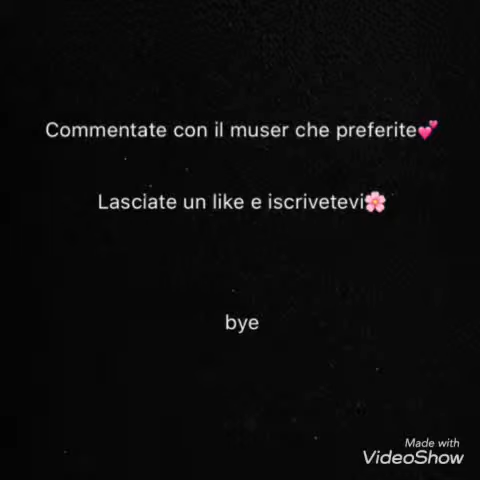 Commentate con il muser che preferite💕
Lasciate un like e iscrivetevi🌸
bye
Made with
VideoShow